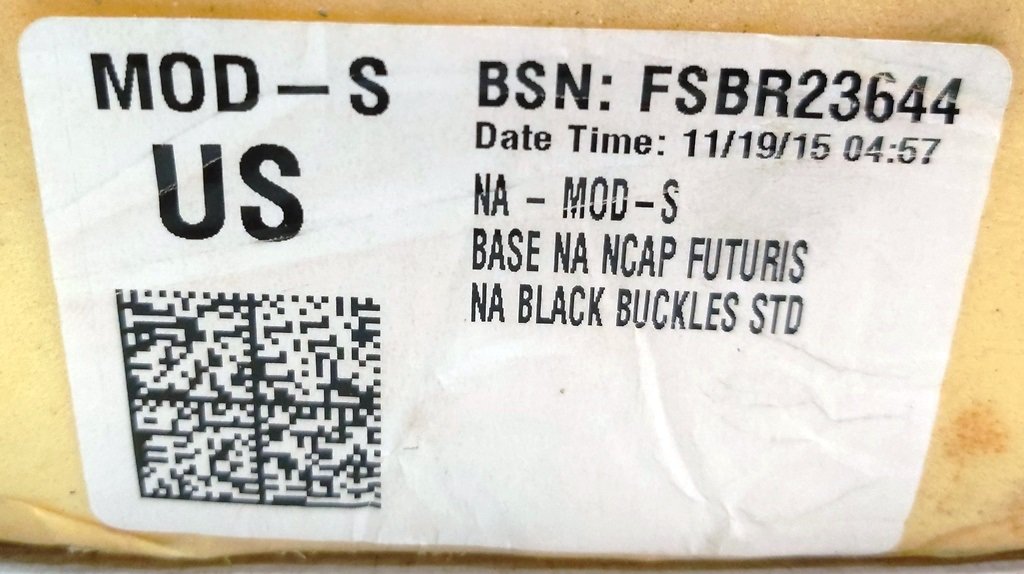 MOD-S
US
BSN: FSBR23644
Date Time: 11/19/15 04:57
NA - MOD-S
BASE NA NCAP FUTURIS
NA BLACK BUCKLES STD